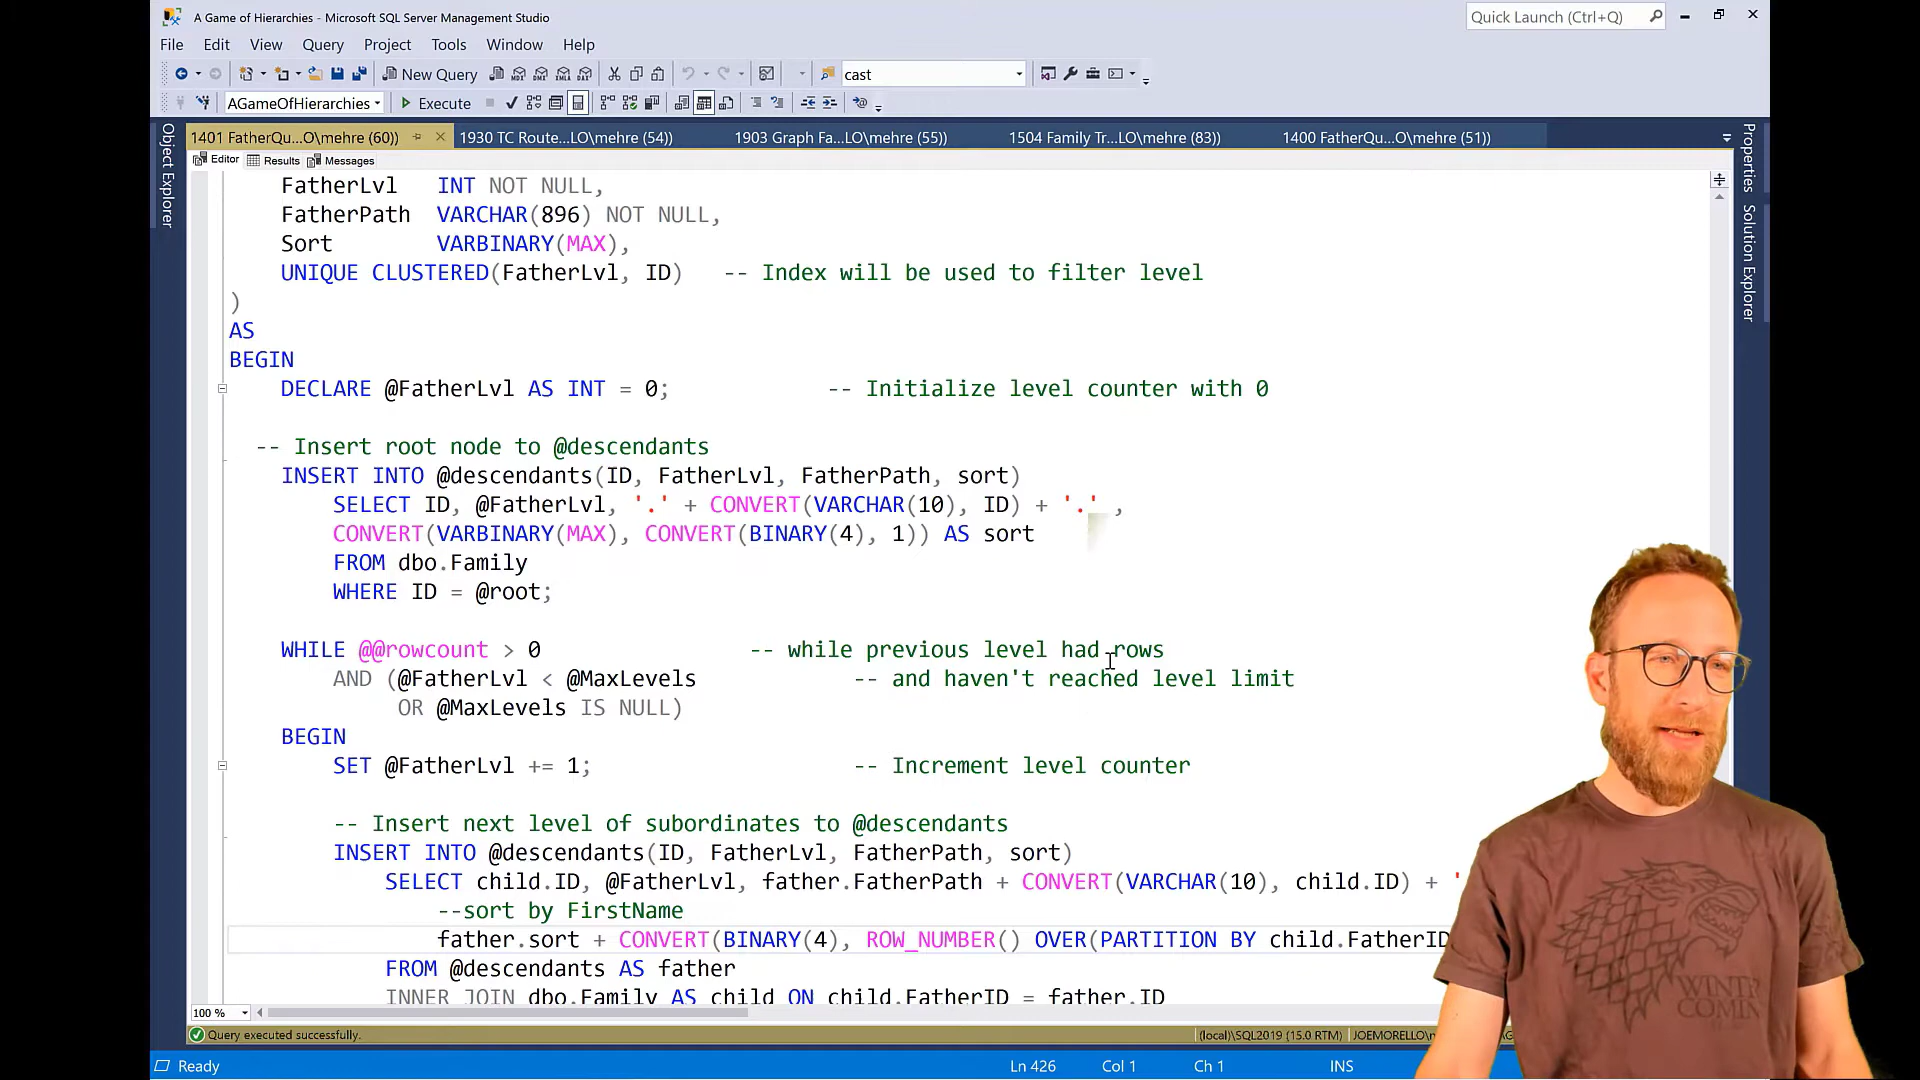 A Game of Hierarchies - Microsoft SQL Server Management Studio
Quick Launch (Ctrl+Q)
File Edit View Query Project Tools Window Help
New Query
cast
AGameOfHierarchies
Execute
1401 FatherQu...O\mehre (60))
1930 TC Route...LO\mehre (54))
1903 Graph Fa...LO\mehre (55))
1504 Family Tr...LO\mehre (83))
1400 FatherQu...O\mehre (51))
Object Explorer
Properties
Solution Explorer
Editor Results Messages
FatherLvl INT NOT NULL,
FatherPath VARCHAR(896) NOT NULL,
Sort VARBINARY(MAX),
UNIQUE CLUSTERED(FatherLvl, ID) -- Index will be used to filter level
)
AS
BEGIN
DECLARE @FatherLvl AS INT = 0; -- Initialize level counter with 0
-- Insert root node to @descendants
INSERT INTO @descendants(ID, FatherLvl, FatherPath, sort)
SELECT ID, @FatherLvl, '.' + CONVERT(VARCHAR(10), ID) + '.' ,
CONVERT(VARBINARY(MAX), CONVERT(BINARY(4), 1)) AS sort
FROM dbo.Family
WHERE ID = @root;
WHILE @@rowcount > 0 -- while previous level had rows
AND (@FatherLvl < @MaxLevels -- and haven't reached level limit
OR @MaxLevels IS NULL)
BEGIN
SET @FatherLvl += 1; -- Increment level counter
-- Insert next level of subordinates to @descendants
INSERT INTO @descendants(ID, FatherLvl, FatherPath, sort)
SELECT child.ID, @FatherLvl, father.FatherPath + CONVERT(VARCHAR(10), child.ID) + '
--sort by FirstName
father.sort + CONVERT(BINARY(4), ROW_NUMBER() OVER(PARTITION BY child.FatherID
FROM @descendants AS father
INNER JOIN dbo.Family AS child ON child.FatherID = father.ID
100 %
Query executed successfully.
(local)\SQL2019 (15.0 RTM)
Ready
Ln 426 Col 1 Ch 1 INS